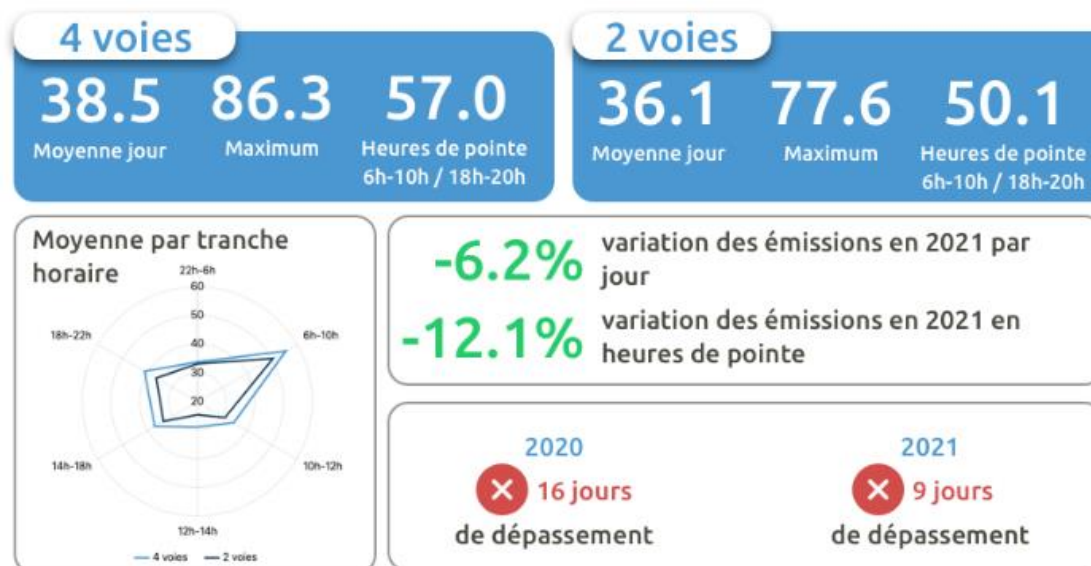 4 voies
38.5
Moyenne jour
86.3
Maximum
57.0
Heures de pointe
6h-10h / 18h-20h
2 voies
36.1
Moyenne jour
77.6
Maximum
50.1
Heures de pointe
6h-10h / 18h-20h
Moyenne par tranche
horaire
22h-6h
60
50
40
30
20
6h-10h
10h-12h
12h-14h
14h-18h
18h-22h
4 voies
2 voies
-6.2%
variation des émissions en 2021 par
jour
-12.1%
variation des émissions en 2021 en
heures de pointe
2020
16 jours
de dépassement
2021
9 jours
de dépassement